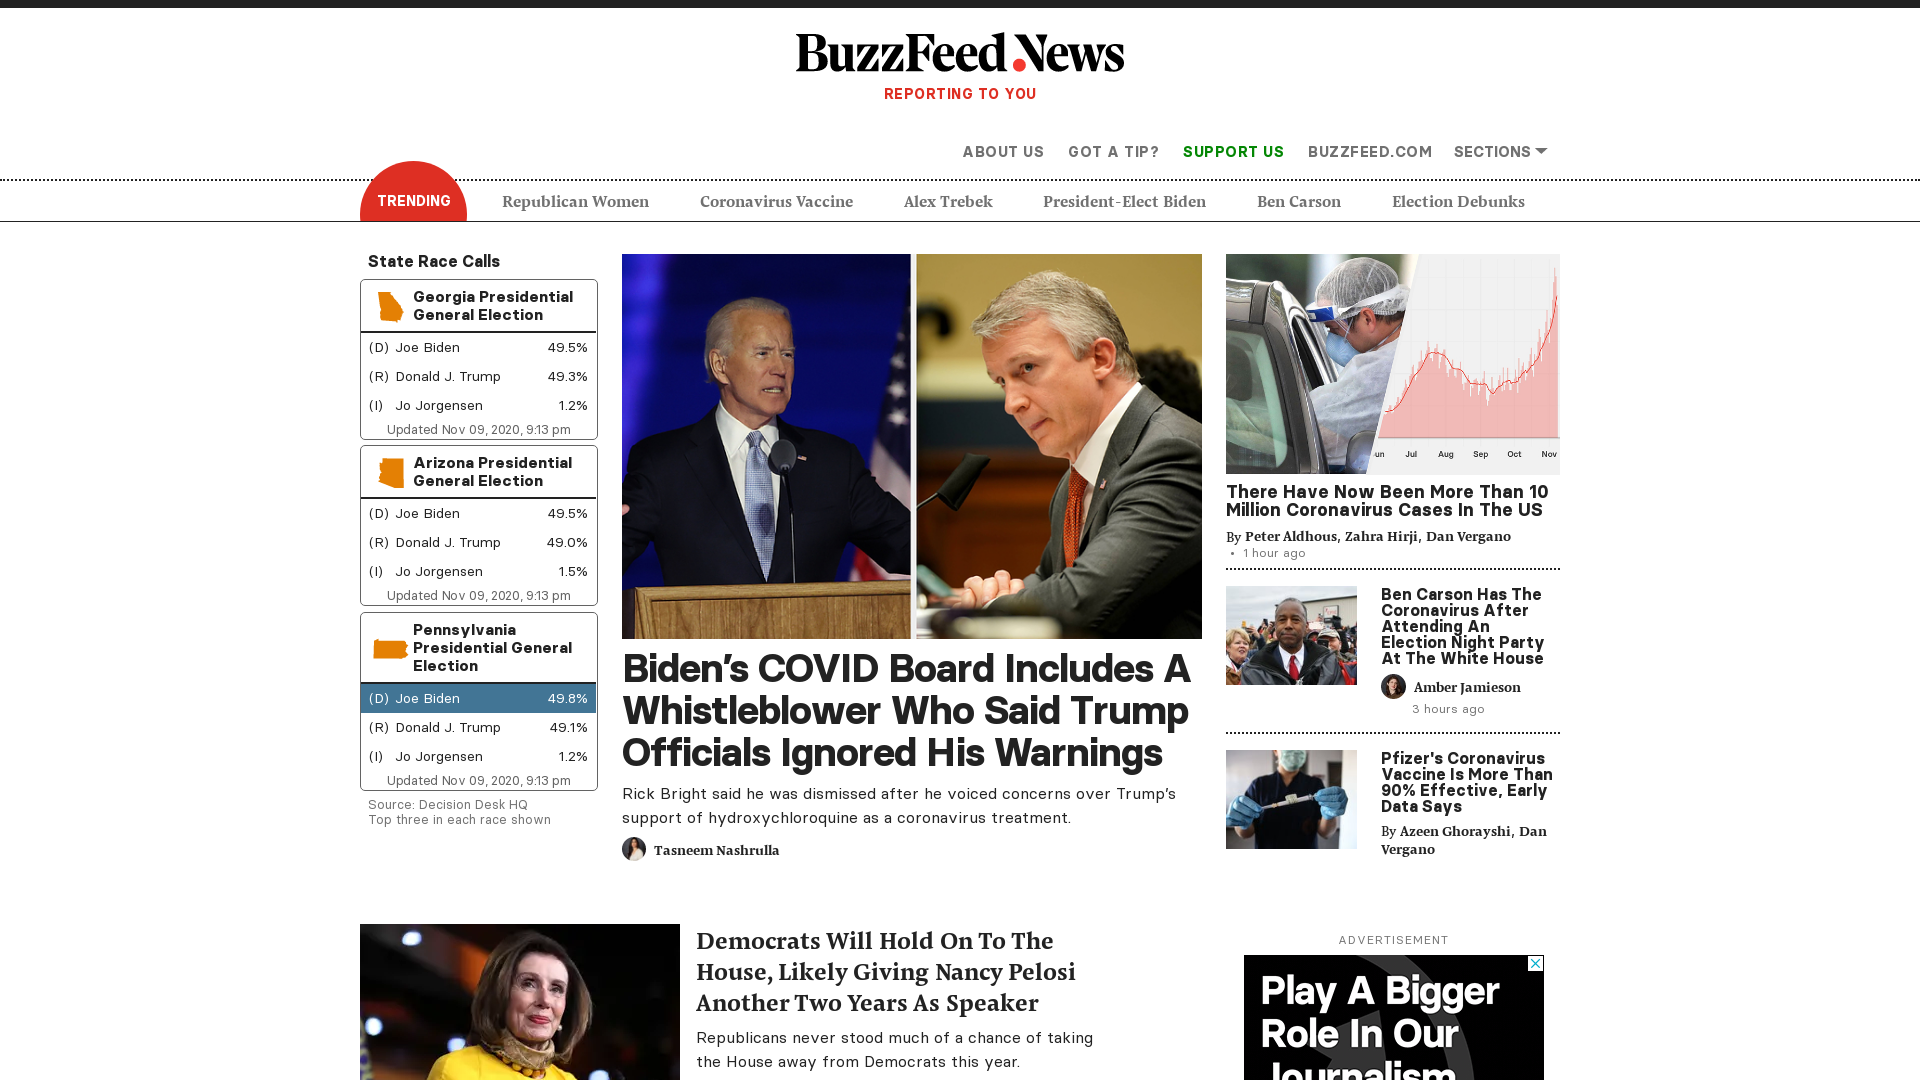 BuzzFeed News
REPORTING TO YOU
ABOUT US GOT A TIP? SUPPORT US BUZZFEED.COM SECTIONS
TRENDING Republican Women Coronavirus Vaccine Alex Trebek President-Elect Biden Ben Carson Election Debunks
State Race Calls
Georgia Presidential
General Election
(D) Joe Biden 49.5%
(R) Donald J. Trump 49.3%
(I) Jo Jorgensen 1.2%
Updated Nov 09, 2020, 9:13 pm
Arizona Presidential
General Election
(D) Joe Biden 49.5%
(R) Donald J. Trump 49.0%
(I) Jo Jorgensen 1.5%
Updated Nov 09, 2020, 9:13 pm
Pennsylvania
Presidential General
Election
(D) Joe Biden 49.8%
(R) Donald J. Trump 49.1%
(I) Jo Jorgensen 1.2%
Updated Nov 09, 2020, 9:13 pm
Source: Decision Desk HQ
Top three in each race shown
Biden’s COVID Board Includes A
Whistleblower Who Said Trump
Officials Ignored His Warnings
Rick Bright said he was dismissed after he voiced concerns over Trump’s
support of hydroxychloroquine as a coronavirus treatment.
Tasneem Nashrulla
un Jul Aug Sep Oct Nov
There Have Now Been More Than 10
Million Coronavirus Cases In The US
By Peter Aldhous, Zahra Hirji, Dan Vergano
• 1 hour ago
Ben Carson Has The
Coronavirus After
Attending An
Election Night Party
At The White House
Amber Jamieson
3 hours ago
Pfizer's Coronavirus
Vaccine Is More Than
90% Effective, Early
Data Says
By Azeen Ghorayshi, Dan
Vergano
Democrats Will Hold On To The
House, Likely Giving Nancy Pelosi
Another Two Years As Speaker
Republicans never stood much of a chance of taking
the House away from Democrats this year.
ADVERTISEMENT
Play A Bigger
Role In Our
Journalism